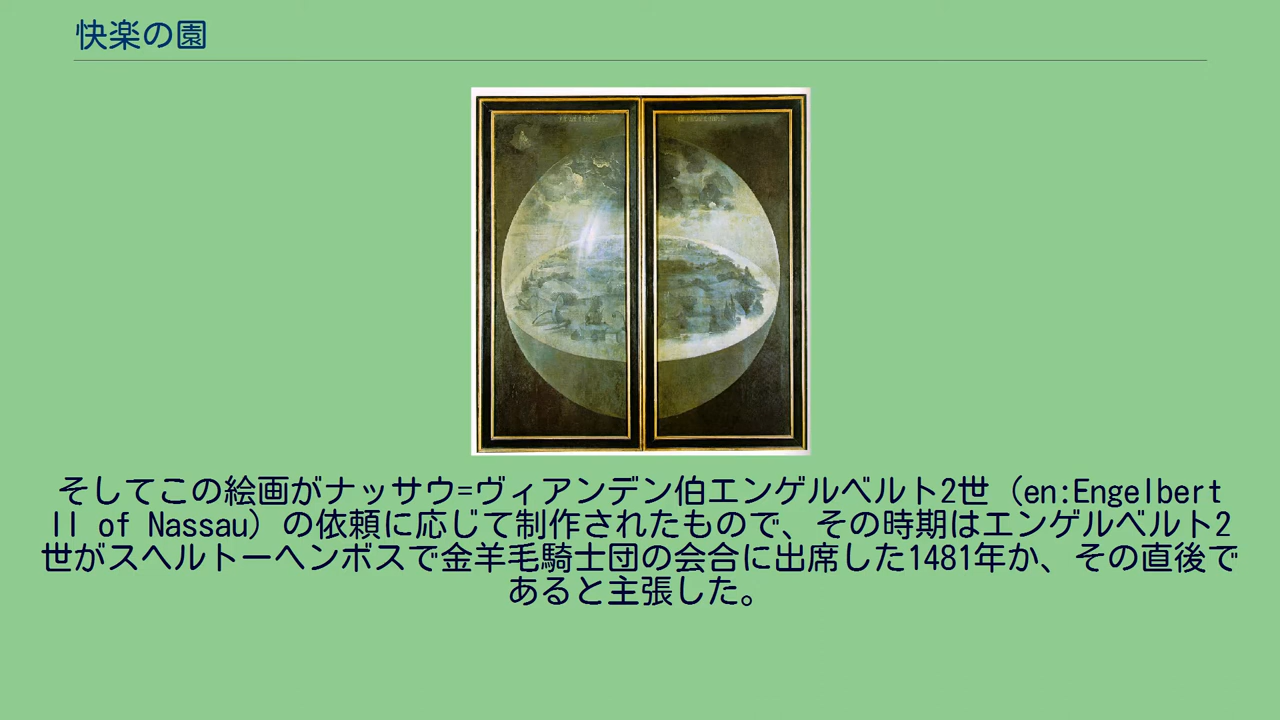 快楽の園
そしてこの絵画がナッサウ=ヴィアンデン伯エンゲルベルト2世（en:Engelbert
II of Nassau）の依頼に応じて制作されたもので、その時期はエンゲルベルト2
世がスヘルトーヘンボスで金羊毛騎士団の会合に出席した1481年か、その直後で
あると主張した。